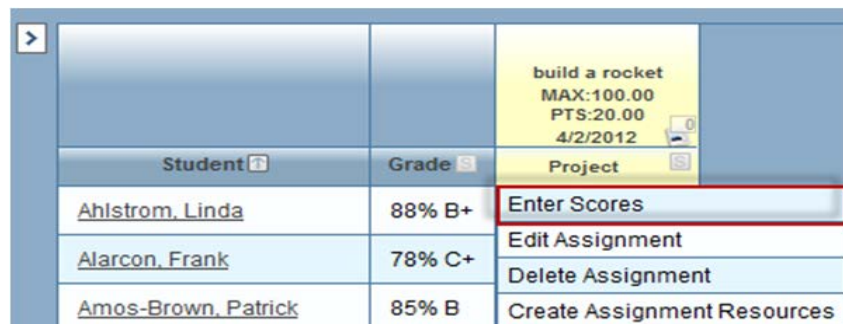 build a rocket
MAX:100.00
PTS:20.00
0
4/2/2012
Student Grade S Project S
Ahlstrom, Linda 88% B+ Enter Scores
Edit Assignment
Alarcon, Frank 78% C+
Delete Assignment
Amos-Brown, Patrick 85% B Create Assignment Resources